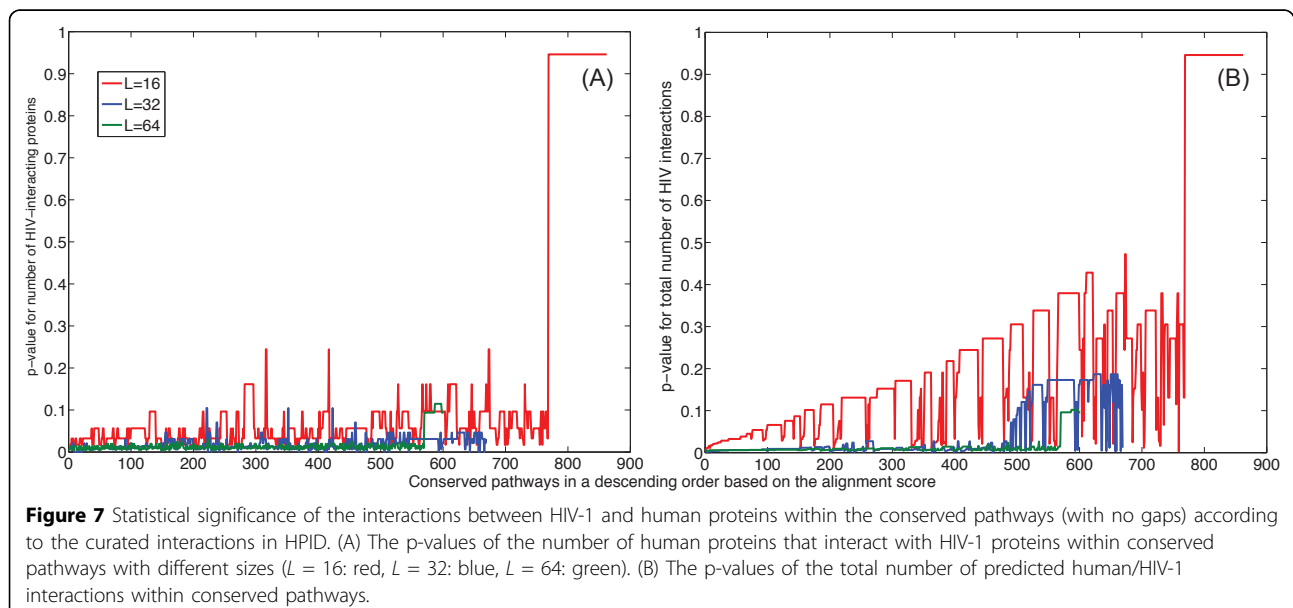 1
0.9
0.8
0.7
0.6
0.5
0.4
0.3
0.2
0.1
0
p-value for number of HIV-interacting proteins
L=16
L=32
L=64
(A)
0 100 200 300 400 500 600 700 800 900
1
0.9
0.8
0.7
0.6
0.5
0.4
0.3
0.2
0.1
0
p-value for total number of HIV interactions
(B)
0 100 200 300 400 500 600 700 800 900
Conserved pathways in a descending order based on the alignment score
Figure 7 Statistical significance of the interactions between HIV-1 and human proteins within the conserved pathways (with no gaps) according
to the curated interactions in HPID. (A) The p-values of the number of human proteins that interact with HIV-1 proteins within conserved
pathways with different sizes (L = 16: red, L = 32: blue, L = 64: green). (B) The p-values of the total number of predicted human/HIV-1
interactions within conserved pathways.